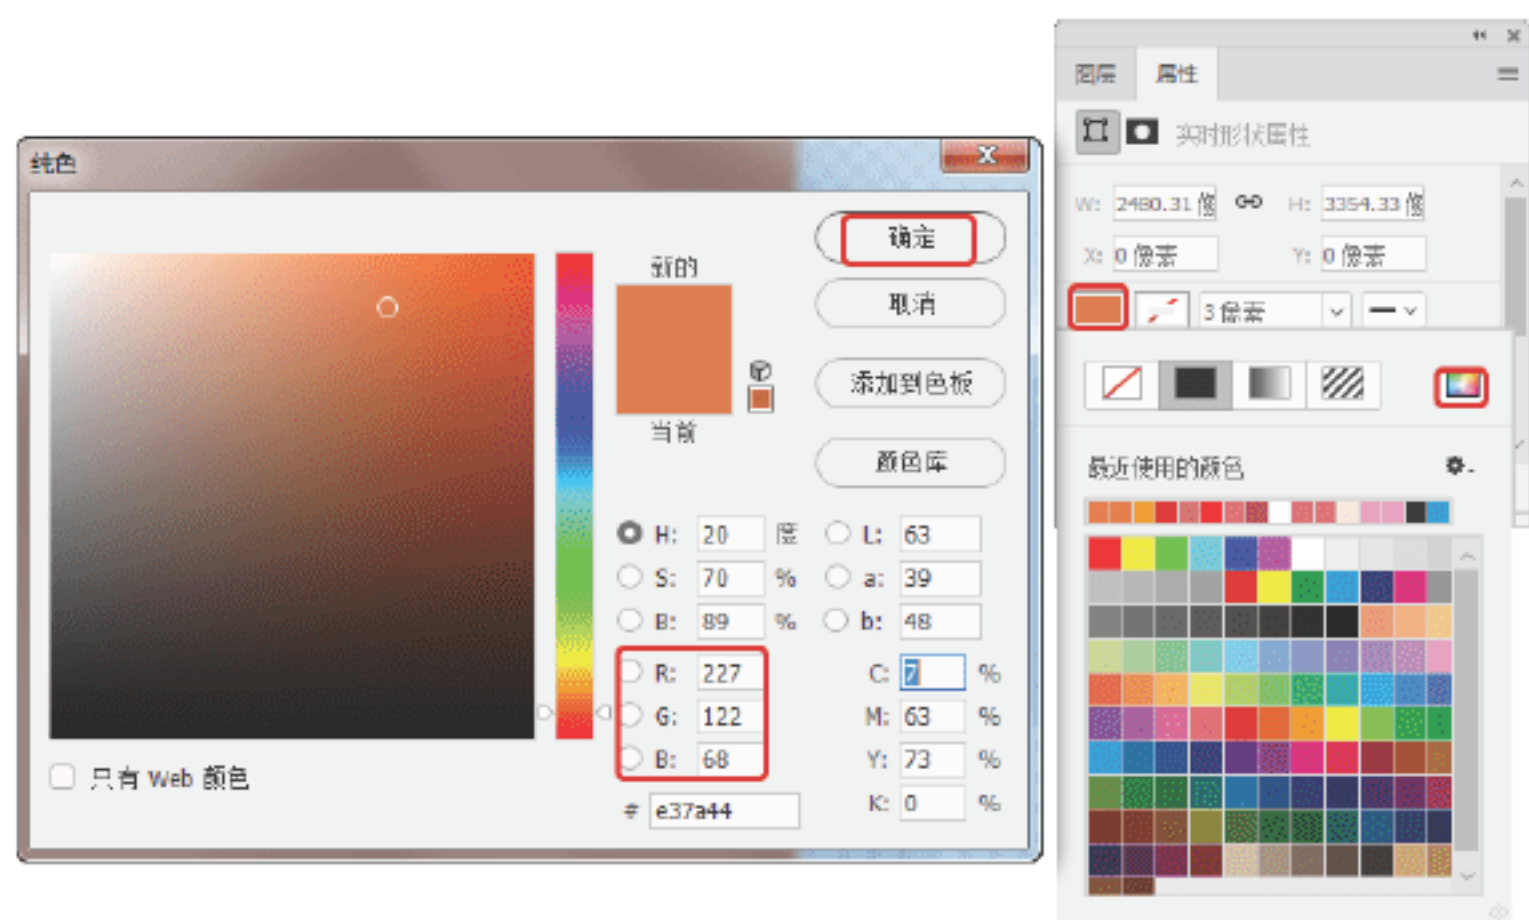 纯色
确定
新的
取消
添加到色板
当前
颜色库
H: 20 度
L: 63
S: 70 %
a: 39
B: 89 %
b: 48
R: 227
C: 7 %
G: 122
M: 63 %
B: 68
Y: 73 %
只有 Web 颜色
# e37a44
K: 0 %
图层 属性
实时形状属性
W: 2480.31 像
H: 3354.33 像
X: 0 像素
Y: 0 像素
3 像素
最近使用的颜色